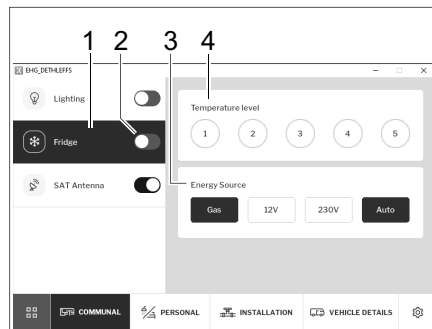 1 2 3 4
EHG_DETHLEFFS
Lighting
Fridge
SAT Antenna
Temperature level
1 2 3 4 5
Energy Source
Gas 12V 230V Auto
COMMUNAL PERSONAL INSTALLATION VEHICLE DETAILS